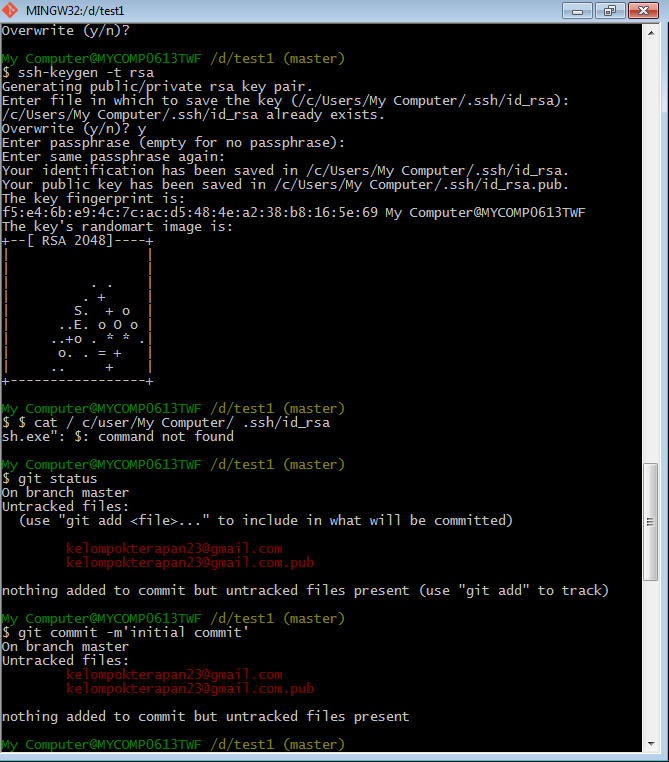 MINGW32:/d/test1
Overwrite (y/n)?
My Computer@MYCOMP0613TWF /d/test1 (master)
$ ssh-keygen -t rsa
Generating public/private rsa key pair.
Enter file in which to save the key (/c/Users/My Computer/.ssh/id_rsa):
/c/Users/My Computer/.ssh/id_rsa already exists.
Overwrite (y/n)? y
Enter passphrase (empty for no passphrase):
Enter same passphrase again:
Your identification has been saved in /c/Users/My Computer/.ssh/id_rsa.
Your public key has been saved in /c/Users/My Computer/.ssh/id_rsa.pub.
The key fingerprint is:
f5:e4:6b:e9:4c:7c:ac:d5:48:4e:a2:38:b8:16:5e:69 My Computer@MYCOMP0613TWF
The key's randomart image is:
+--[ RSA 2048]----+
|                 |
|                 |
|          . .    |
|         . +     |
|        S.  + o  |
|      ..E. o O o |
|     ..+o . * * .|
|      o. . = +   |
|     ..     +    |
+-----------------+
My Computer@MYCOMP0613TWF /d/test1 (master)
$ $ cat / c/user/My Computer/ .ssh/id_rsa
sh.exe": $: command not found
My Computer@MYCOMP0613TWF /d/test1 (master)
$ git status
On branch master
Untracked files:
  (use "git add <file>..." to include in what will be committed)
        kelompokterapan23@gmail.com
        kelompokterapan23@gmail.com.pub
nothing added to commit but untracked files present (use "git add" to track)
My Computer@MYCOMP0613TWF /d/test1 (master)
$ git commit -m'initial commit'
On branch master
Untracked files:
        kelompokterapan23@gmail.com
        kelompokterapan23@gmail.com.pub
nothing added to commit but untracked files present
My Computer@MYCOMP0613TWF /d/test1 (master)